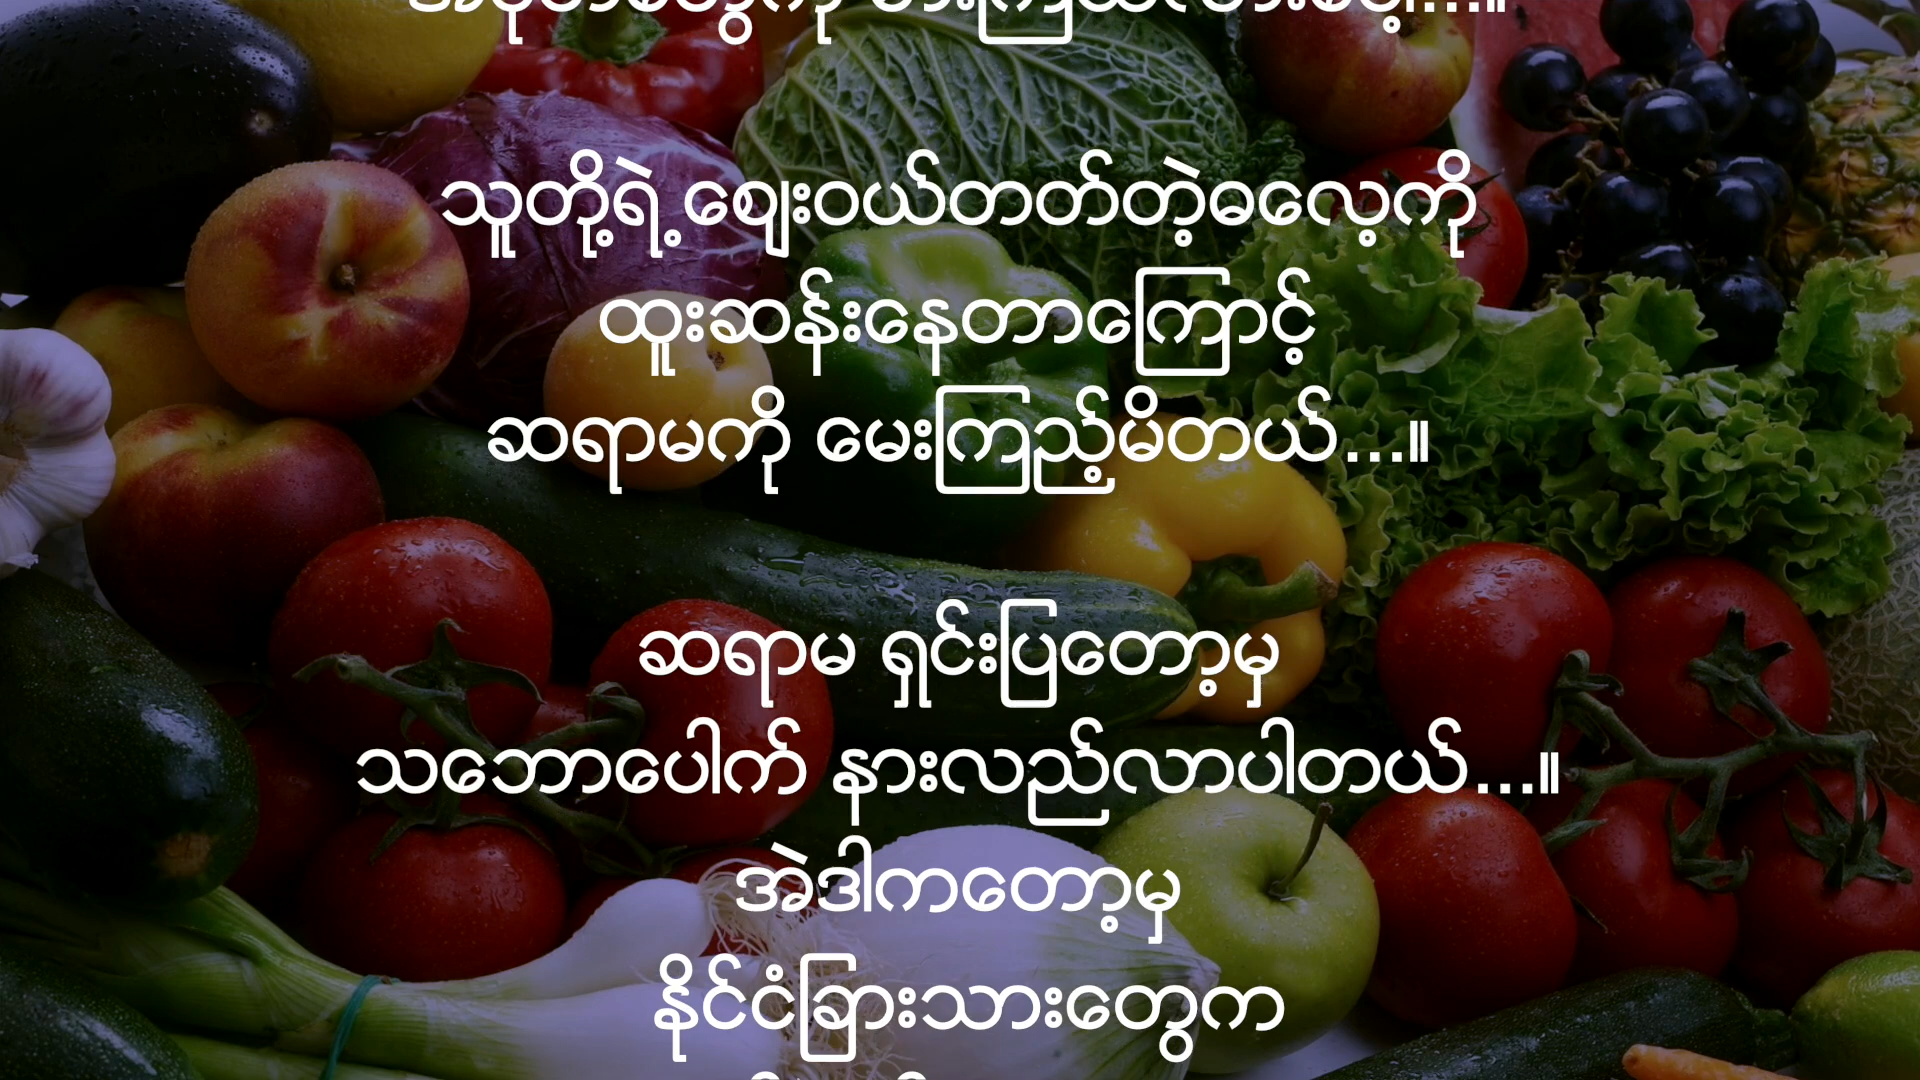 သူတို့ရဲ့ ဈေးဝယ်တတ်တဲ့ဓလေ့ကို
ထူးဆန်းနေတာကြောင့်
ဆရာမကို မေးကြည့်မိတယ်...။
ဆရာမ ရှင်းပြတော့မှ
သဘောပေါက် နားလည်လာပါတယ်...။
အဲဒါကတော့မှ
နိုင်ငံခြားသားတွေက